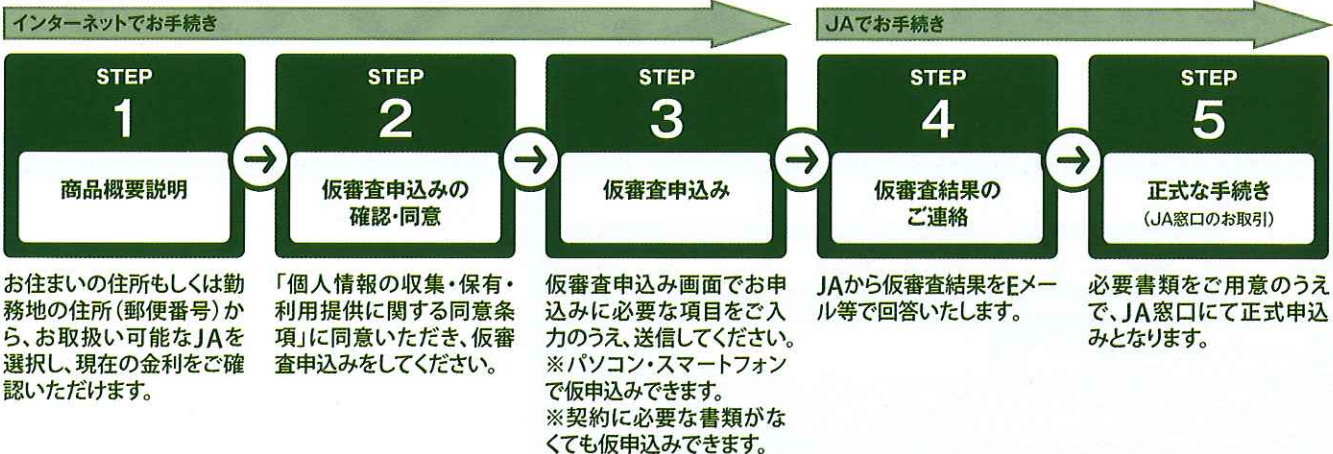 インターネットでお手続き
JAでお手続き
STEP
1
商品概要説明
お住まいの住所もしくは勤
務地の住所(郵便番号)か
ら、お取扱い可能なJAを
選択し、現在の金利をご確
認いただけます。
STEP
2
仮審査申込みの
確認・同意
「個人情報の収集・保有・
利用提供に関する同意条
項」に同意いただき、仮審
査申込みをしてください。
STEP
3
仮審査申込み
仮審査申込み画面でお申
込みに必要な項目をご入
力のうえ、送信してください。
※パソコン・スマートフォン
で仮申込みできます。
※契約に必要な書類がな
くても仮申込みできます。
STEP
4
仮審査結果の
ご連絡
JAから仮審査結果をEメー
ル等で回答いたします。
STEP
5
正式な手続き
(JA窓口のお取引)
必要書類をご用意のうえ
で、JA窓口にて正式申込
みとなります。